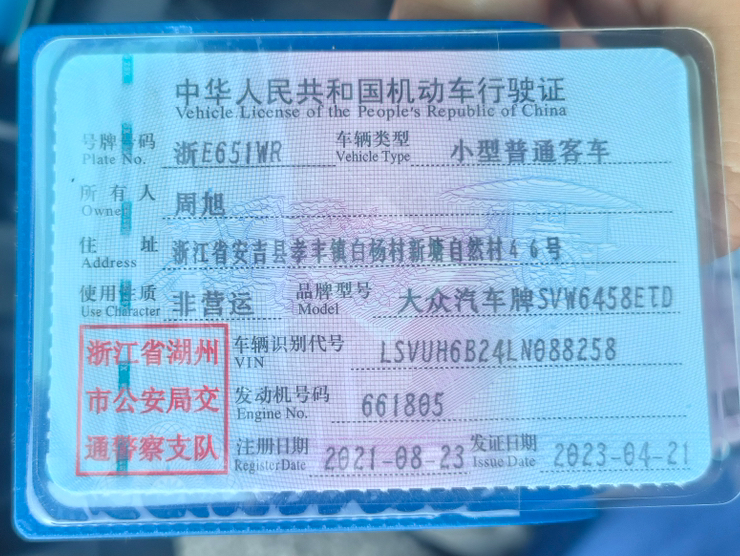 中华人民共和国机动车行驶证
Vehicle License of the People's Republic of China
号牌号码 Plate No. 浙E651WR 车辆类型 Vehicle Type 小型普通客车
所有人 Owner 周旭
住址 Address 浙江省安吉县孝丰镇白杨村新塘自然村46号
使用性质 Use Character 非营运 品牌型号 Model 大众汽车牌SVW6458ETD
车辆识别代号 VIN LSVUH6B24LN088258
发动机号码 Engine No. 661805
注册日期 Register Date 2021-08-23 发证日期 Issue Date 2023-04-21
浙江省湖州
市公安局交
通警察支队